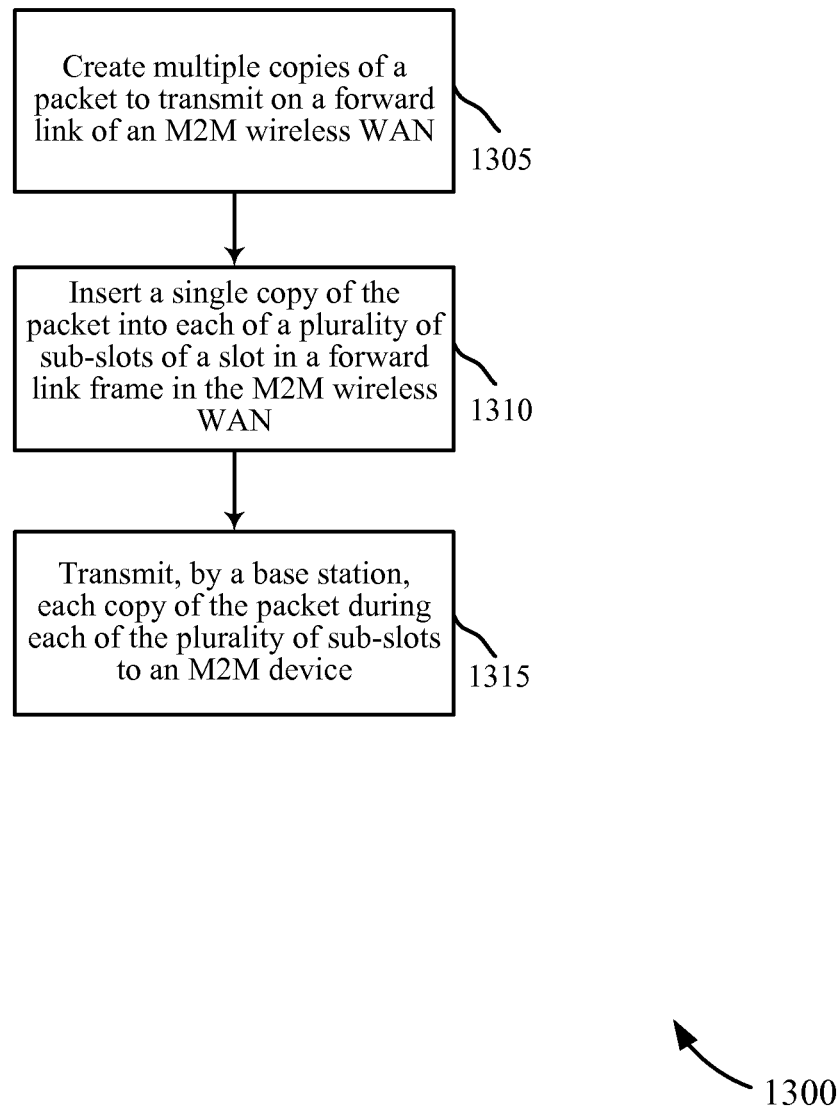 Create multiple copies of a
packet to transmit on a forward
link of an M2M wireless WAN
1305
Insert a single copy of the
packet into each of a plurality of
sub-slots of a slot in a forward
link frame in the M2M wireless
WAN
1310
Transmit, by a base station,
each copy of the packet during
each of the plurality of sub-slots
to an M2M device
1315
1300